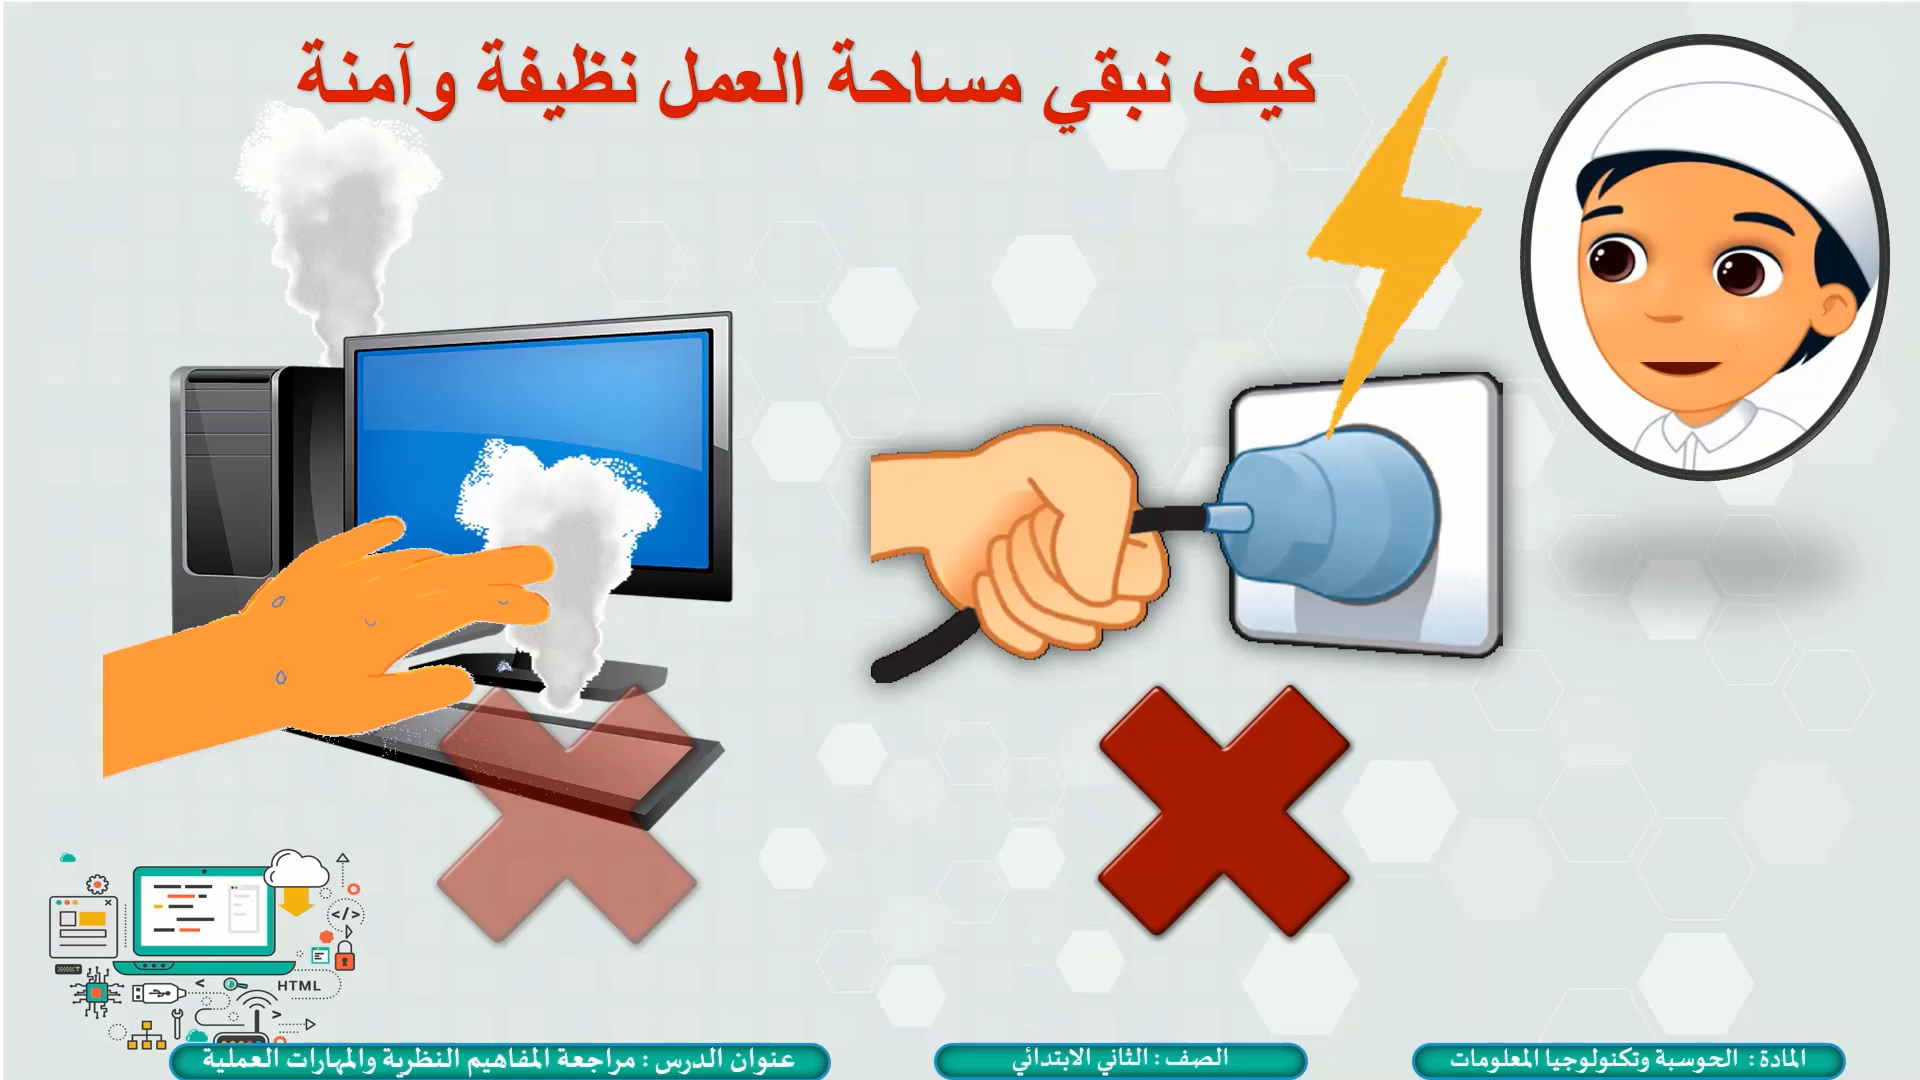 كيف نبقي مساحة العمل نظيفة وآمنة
</>
HTML
المادة : الحوسبة وتكنولوجيا المعلومات
الصف : الثاني الابتدائي
عنوان الدرس : مراجعة المفاهيم النظرية والمهارات العملية